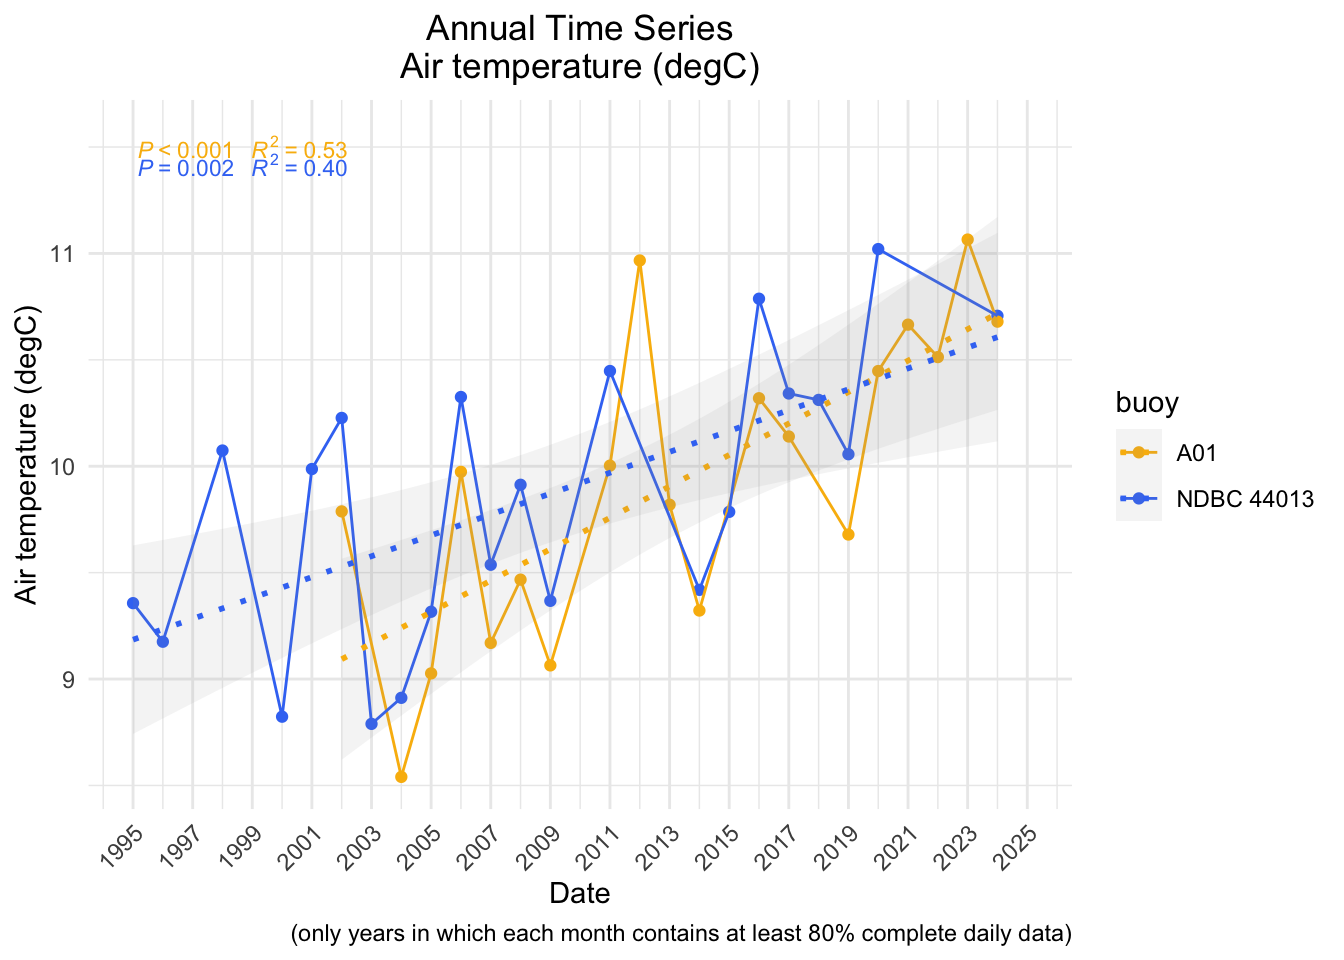 Annual Time Series
Air temperature (degC)
P < 0.001 R² = 0.53
P = 0.002 R² = 0.40
Air temperature (degC)
11
10
9
1995 1997 1999 2001 2003 2005 2007 2009 2011 2013 2015 2017 2019 2021 2023 2025
Date
(only years in which each month contains at least 80% complete daily data)
buoy
A01
NDBC 44013